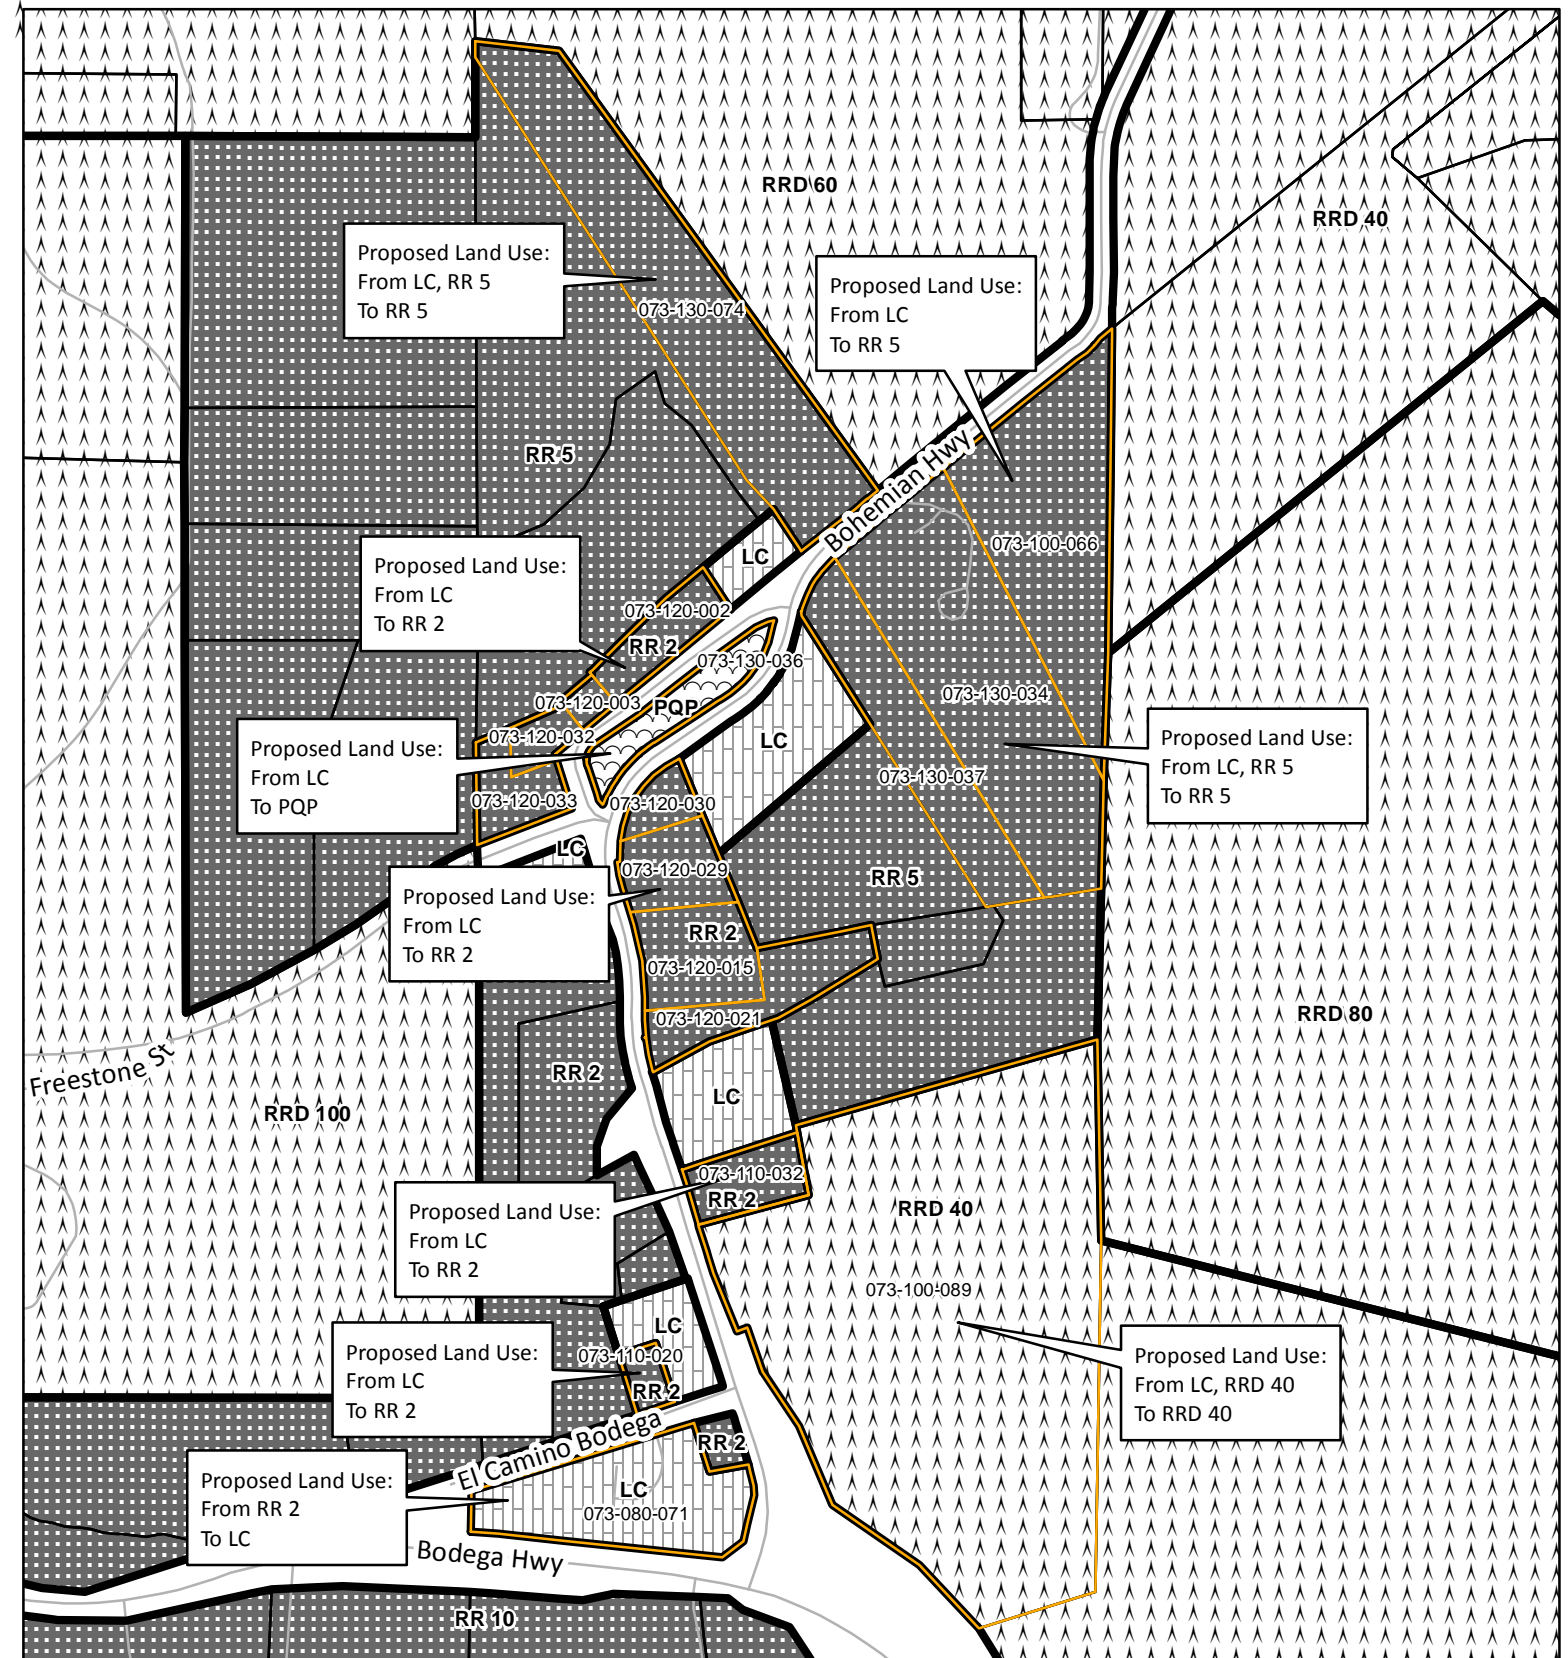 RRD 60
RRD 40
Proposed Land Use:
From LC, RR 5
To RR 5
Proposed Land Use:
From LC
To RR 5
073-130-074
RR 5
Bohemian Hwy
073-100-066
LC
Proposed Land Use:
From LC
To RR 2
073-120-002
RR 2
073-130-036
073-130-034
073-120-003
PQP
073-120-032
LC
Proposed Land Use:
From LC
To PQP
Proposed Land Use:
From LC, RR 5
To RR 5
073-130-037
073-120-033
073-120-030
LC
073-120-029
RR 5
Proposed Land Use:
From LC
To RR 2
RR 2
073-120-015
073-120-021
RRD 80
Freestone St
RR 2
LC
RRD 100
073-110-032
RR 2
Proposed Land Use:
From LC
To RR 2
RRD 40
073-100-089
LC
073-110-020
RR 2
Proposed Land Use:
From LC
To RR 2
Proposed Land Use:
From LC, RRD 40
To RRD 40
El Camino Bodega
RR 2
Proposed Land Use:
From RR 2
To LC
LC
073-080-071
Bodega Hwy
RR 10